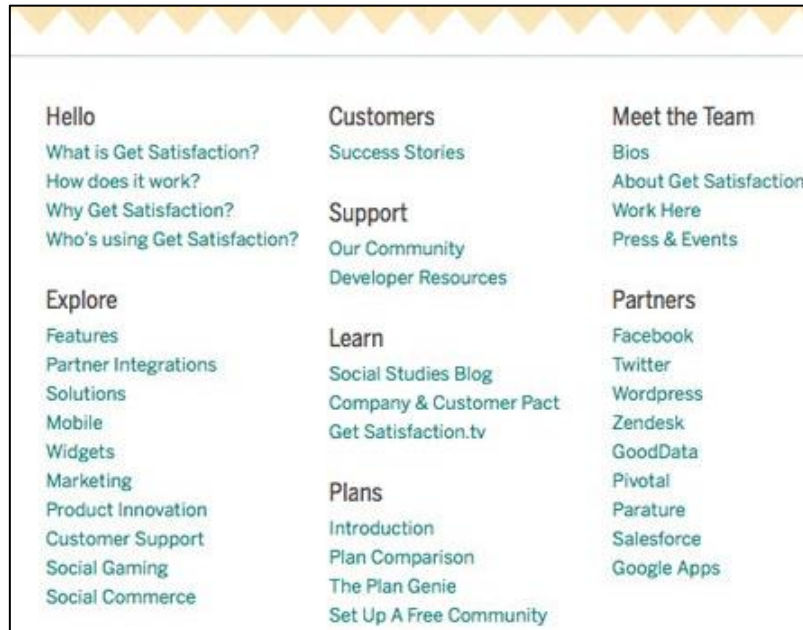 Hello
What is Get Satisfaction?
How does it work?
Why Get Satisfaction?
Who's using Get Satisfaction?
Explore
Features
Partner Integrations
Solutions
Mobile
Widgets
Marketing
Product Innovation
Customer Support
Social Gaming
Social Commerce
Customers
Success Stories
Support
Our Community
Developer Resources
Learn
Social Studies Blog
Company & Customer Pact
Get Satisfaction.tv
Plans
Introduction
Plan Comparison
The Plan Genie
Set Up A Free Community
Meet the Team
Bios
About Get Satisfaction
Work Here
Press & Events
Partners
Facebook
Twitter
Wordpress
Zendesk
GoodData
Pivotal
Parature
Salesforce
Google Apps